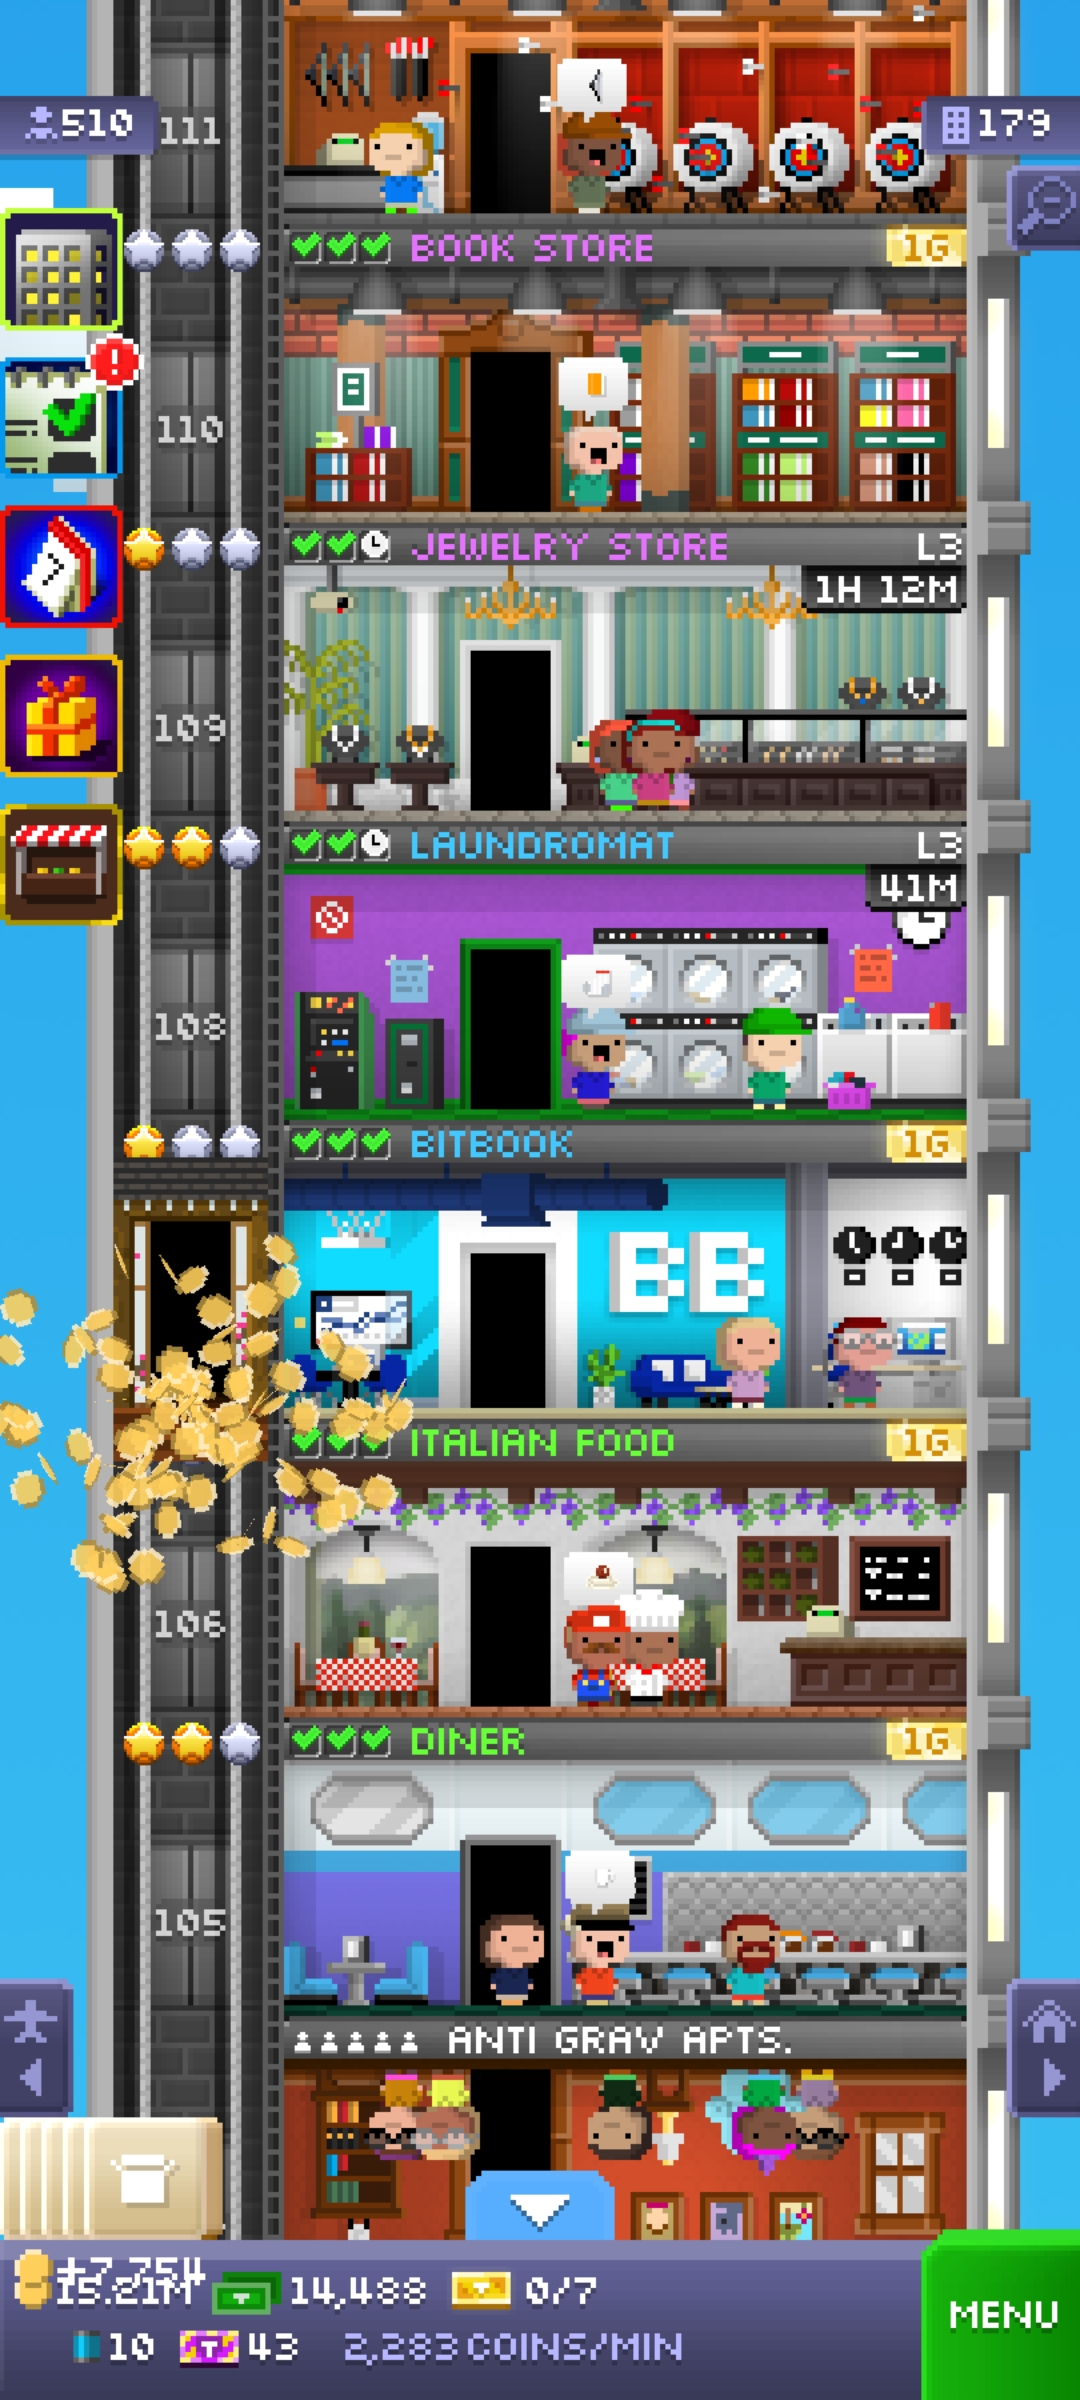 510
111
179
BOOK STORE
1G
110
JEWELRY STORE
L3
1H 12M
7
109
LAUNDROMAT
L3
41M
108
BITBOOK
1G
BB
ITALIAN FOOD
1G
106
DINER
1G
105
ANTI GRAV APTS.
+7,754
15.21M
14,488
0/7
MENU
10
T
43
2,283 COINS/MIN